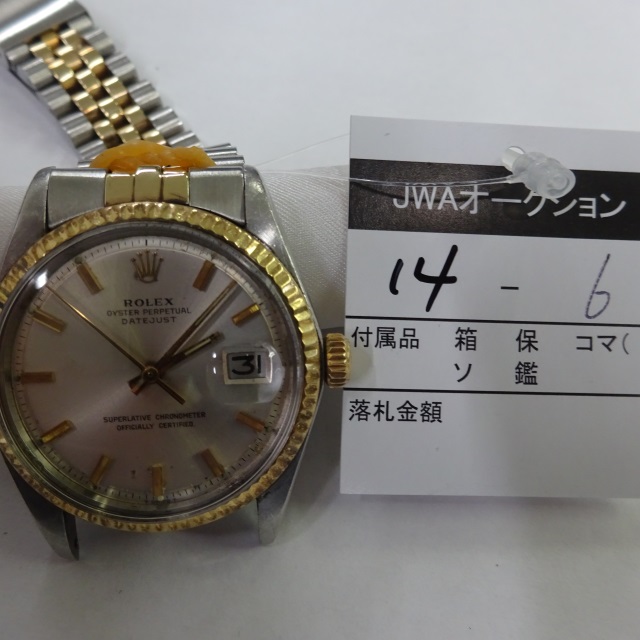 ROLEX
OYSTER PERPETUAL
DATEJUST
31
SUPERLATIVE CHRONOMETER
OFFICIALLY CERTIFIED
JWAオークション
14 - 6
付属品 箱 保 コマ(
ソ 鑑
落札金額